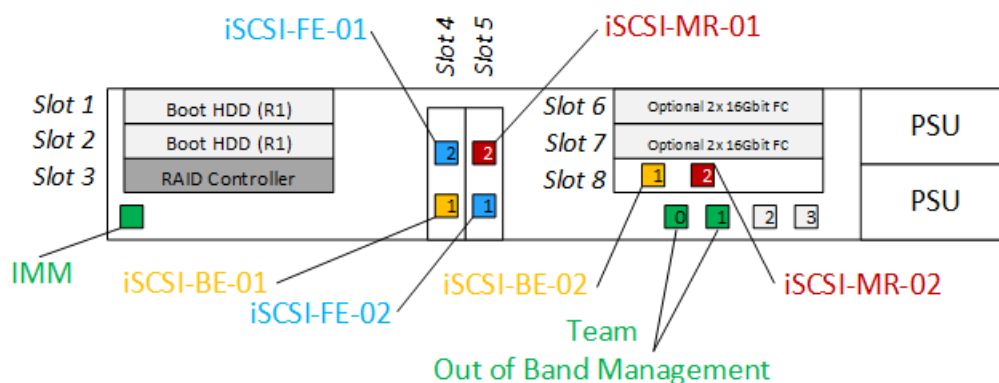 iSCSI-FE-01
Slot 4
Slot 5
iSCSI-MR-01
Slot 1
Boot HDD (R1)
Slot 2
Boot HDD (R1)
Slot 3
RAID Controller
2
2
1
1
Slot 6
Optional 2x 16Gbit FC
Slot 7
Optional 2x 16Gbit FC
Slot 8
1
2
0
1
2
3
PSU
PSU
IMM
iSCSI-BE-01
iSCSI-FE-02
iSCSI-BE-02
iSCSI-MR-02
Team
Out of Band Management